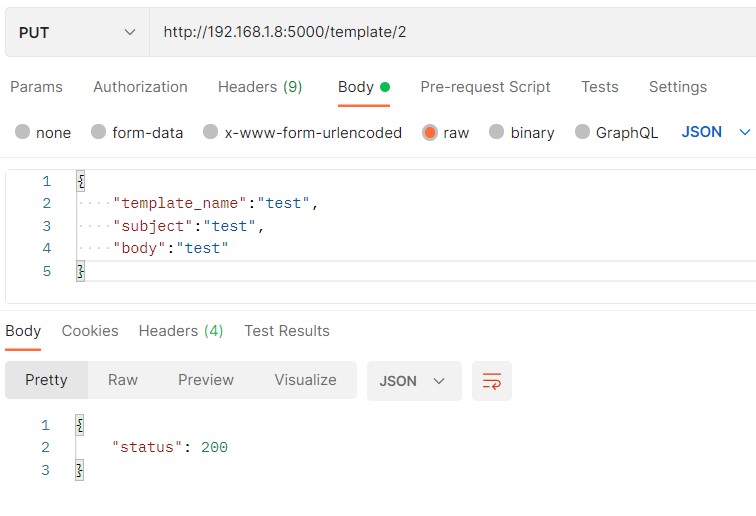 PUT http://192.168.1.8:5000/template/2
Params Authorization Headers (9) Body Pre-request Script Tests Settings
none form-data x-www-form-urlencoded raw binary GraphQL JSON
1 {
2 ····"template_name":"test",
3 ····"subject":"test",
4 ····"body":"test"
5 }
Body Cookies Headers (4) Test Results
Pretty Raw Preview Visualize JSON
1 {
2 "status": 200
3 }